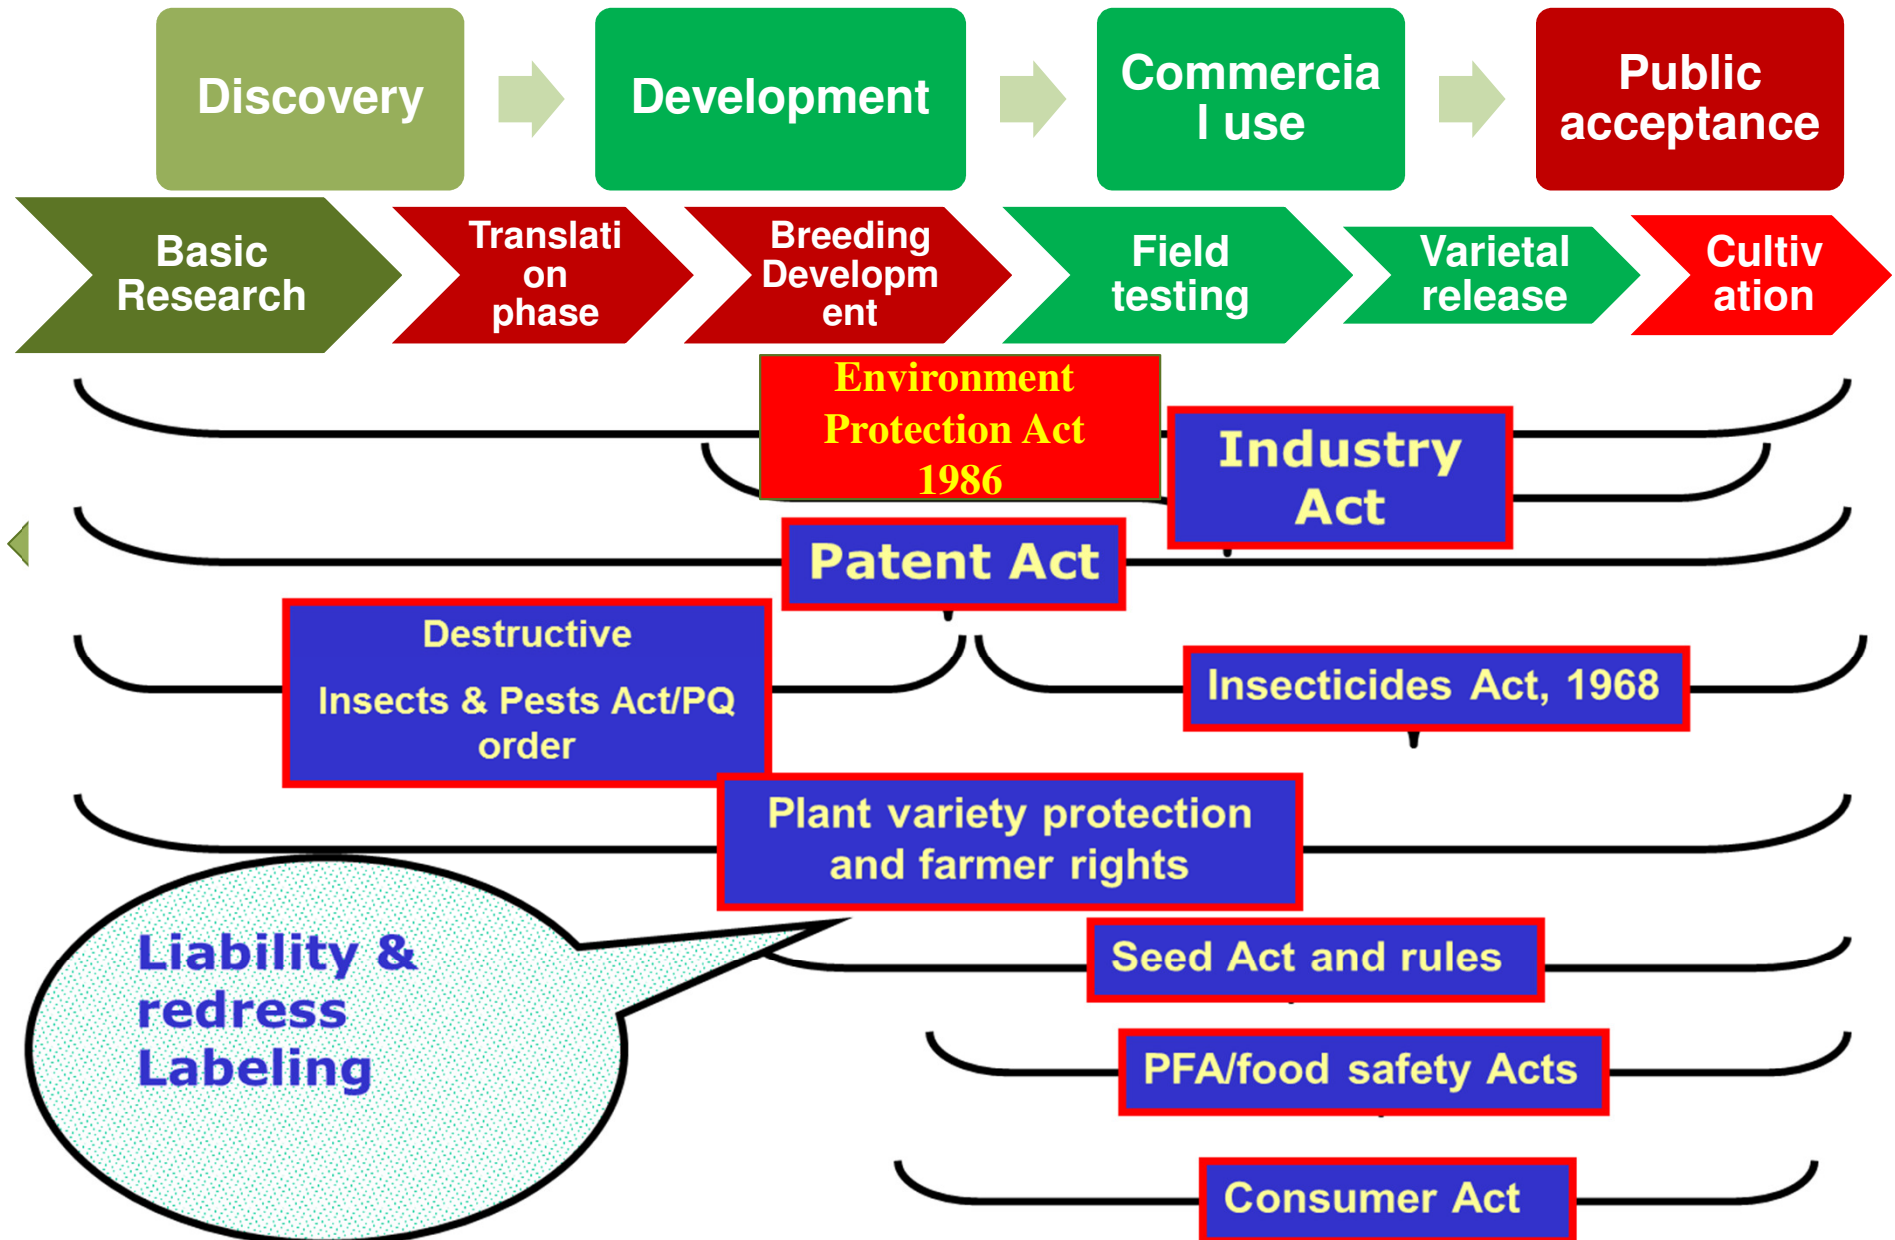 Discovery
Development
Commercia
l use
Public
acceptance
Basic
Research
Translati
on
phase
Breeding
Developm
ent
Field
testing
Varietal
release
Cultiv
ation
Environment
Protection Act
1986
Industry
Act
Patent Act
Destructive
Insects & Pests Act/PQ
order
Insecticides Act, 1968
Plant variety protection
and farmer rights
Liability &
redress
Labeling
Seed Act and rules
PFA/food safety Acts
Consumer Act